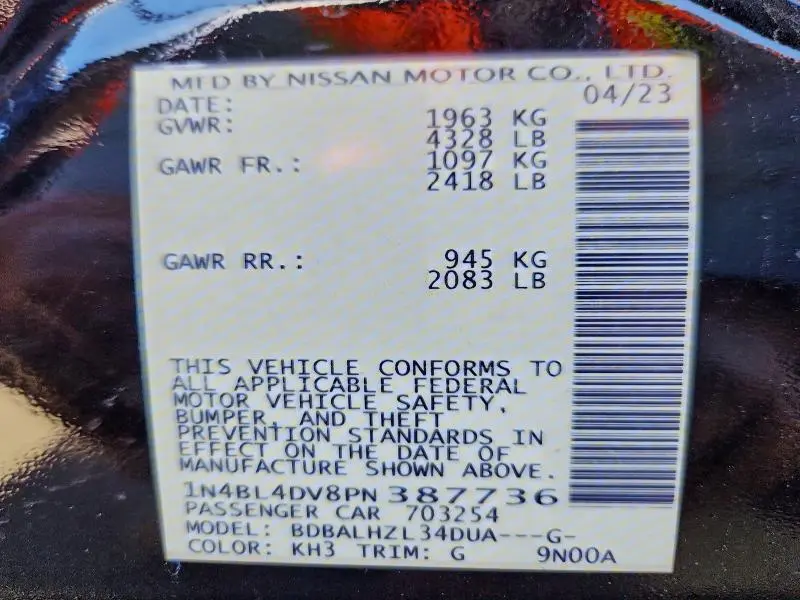 MFD BY NISSAN MOTOR CO., LTD.
DATE: 04/23
GVWR: 1963 KG
4328 LB
GAWR FR.: 1097 KG
2418 LB
GAWR RR.: 945 KG
2083 LB
THIS VEHICLE CONFORMS TO
ALL APPLICABLE FEDERAL
MOTOR VEHICLE SAFETY,
BUMPER, AND THEFT
PREVENTION STANDARDS IN
EFFECT ON THE DATE OF
MANUFACTURE SHOWN ABOVE.
1N4BL4DV8PN387736
PASSENGER CAR 703254
MODEL: BDBALHZL34DUA---G-
COLOR: KH3 TRIM: G 9N00A